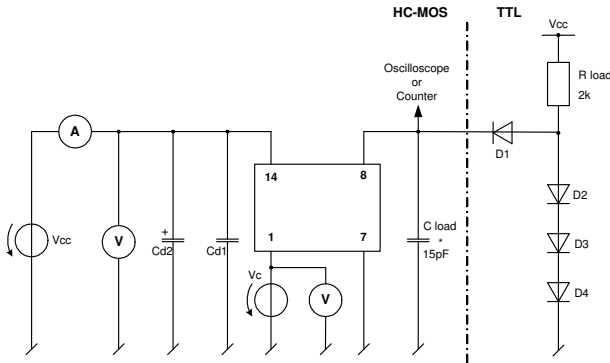 HC-MOS
TTL
Vcc
Oscilloscope
or
Counter
R load
2k
A
D1
14
8
D2
Vcc
V
+
Cd2
Cd1
1
7
C load
*
15pF
D3
Vc
V
D4